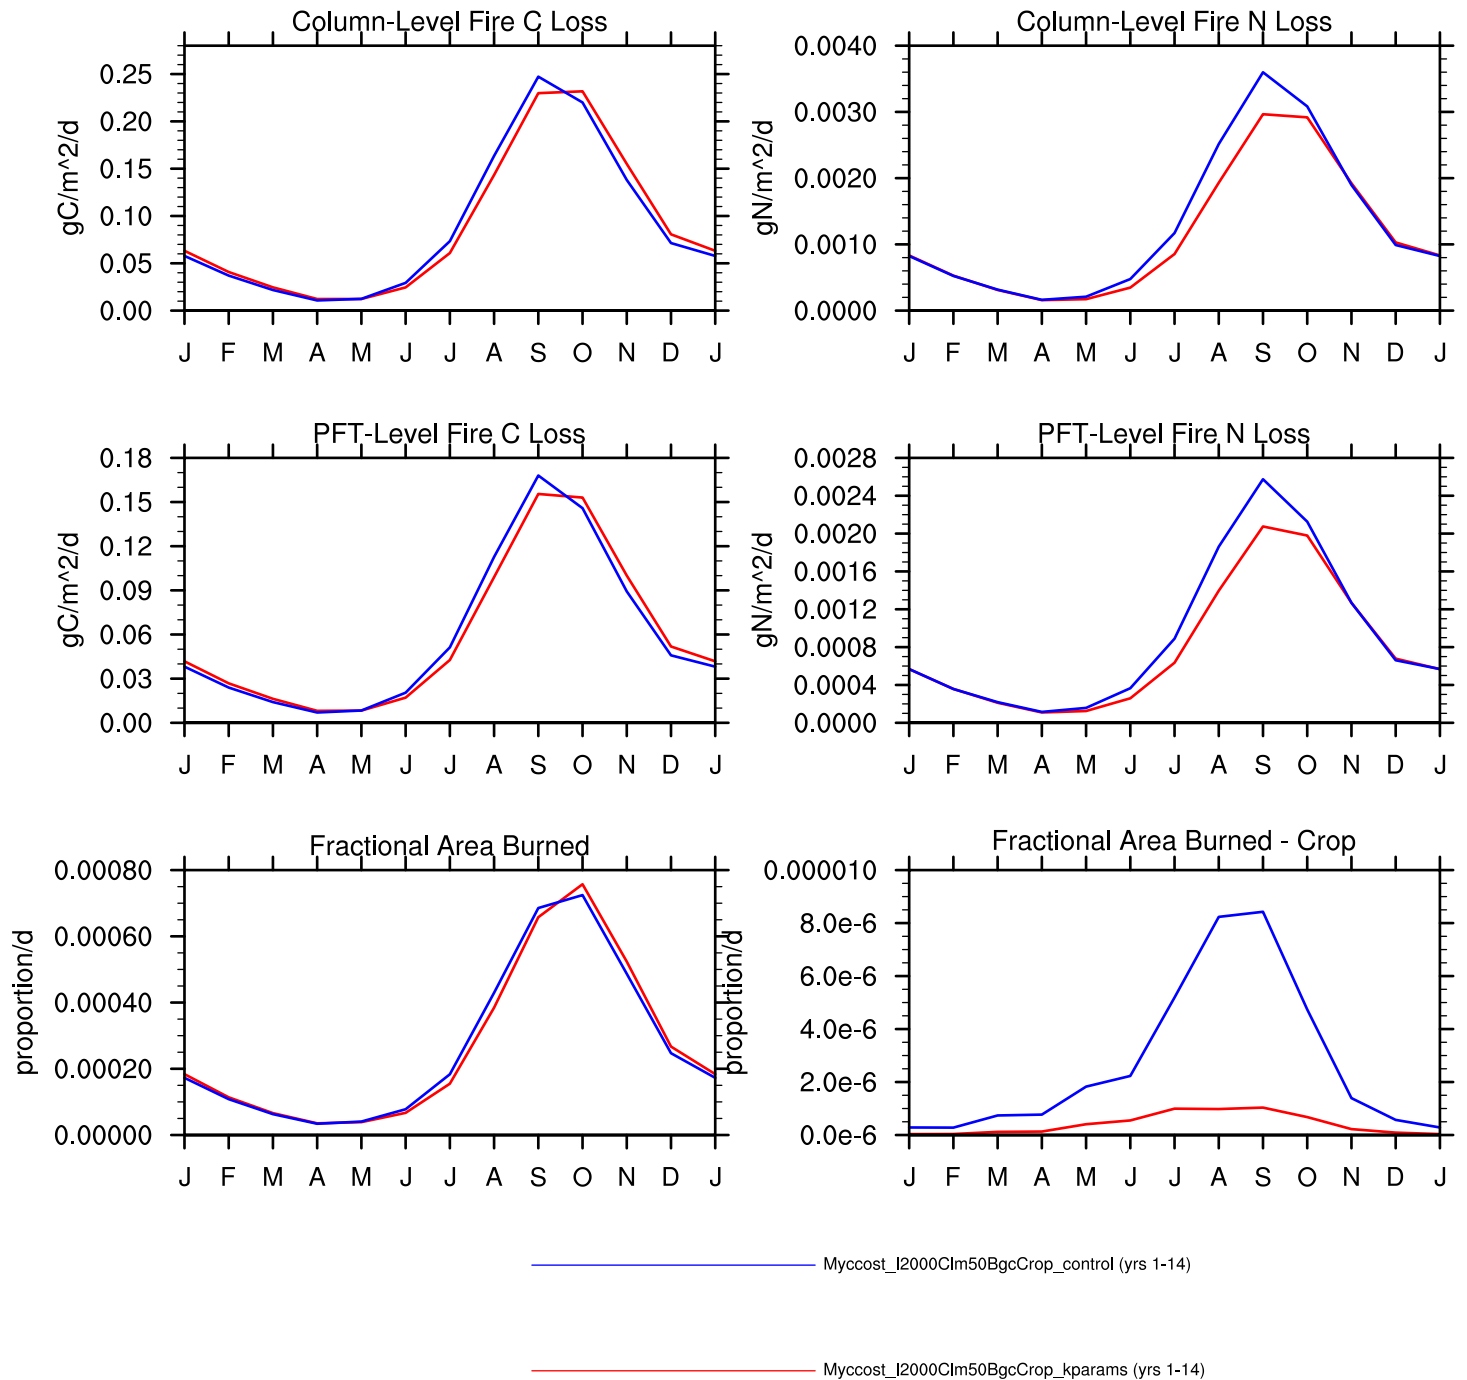 Column-Level Fire C Loss
gC/m^2/d
0.25
0.20
0.15
0.10
0.05
0.00
J F M A M J J A S O N D J
Column-Level Fire N Loss
gN/m^2/d
0.0040
0.0030
0.0020
0.0010
0.0000
J F M A M J J A S O N D J
PFT-Level Fire C Loss
gC/m^2/d
0.18
0.15
0.12
0.09
0.06
0.03
0.00
J F M A M J J A S O N D J
PFT-Level Fire N Loss
gN/m^2/d
0.0028
0.0024
0.0020
0.0016
0.0012
0.0008
0.0004
0.0000
J F M A M J J A S O N D J
Fractional Area Burned
proportion/d
0.00080
0.00060
0.00040
0.00020
0.00000
J F M A M J J A S O N D J
Fractional Area Burned - Crop
proportion/d
0.000010
8.0e-6
6.0e-6
4.0e-6
2.0e-6
0.0e-6
J F M A M J J A S O N D J
Myccost_I2000Clm50BgcCrop_control (yrs 1-14)
Myccost_I2000Clm50BgcCrop_kparams (yrs 1-14)